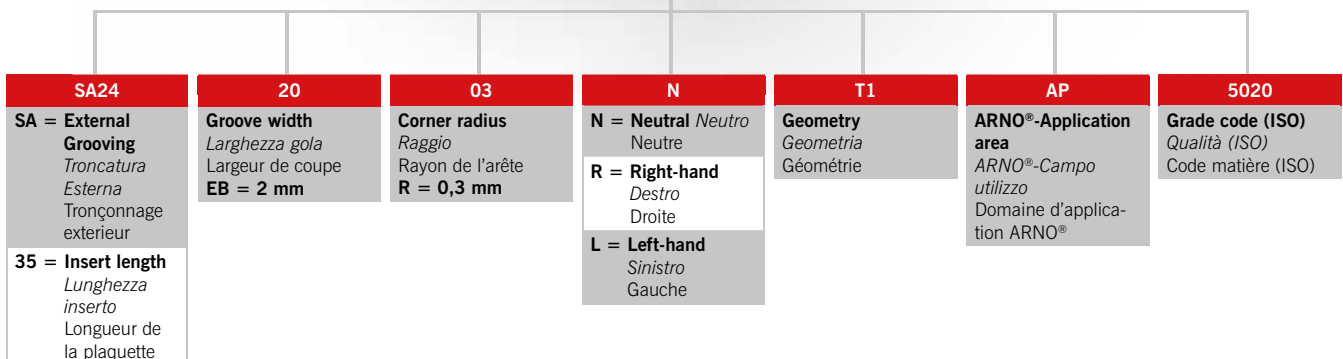 SA24
SA = External
Grooving
Troncatura
Esterna
Tronçonnage
exterieur
35 = Insert length
Lunghezza
inserto
Longueur de
la plaquette
20
Groove width
Larghezza gola
Largeur de coupe
EB = 2 mm
03
Corner radius
Raggio
Rayon de l'arête
R = 0,3 mm
N
N = Neutral Neutro
Neutre
R = Right-hand
Destro
Droite
L = Left-hand
Sinistro
Gauche
T1
Geometry
Geometria
Géométrie
AP
ARNO®-Application
area
ARNO®-Campo
utilizzo
Domaine d'applica-
tion ARNO®
5020
Grade code (ISO)
Qualità (ISO)
Code matière (ISO)